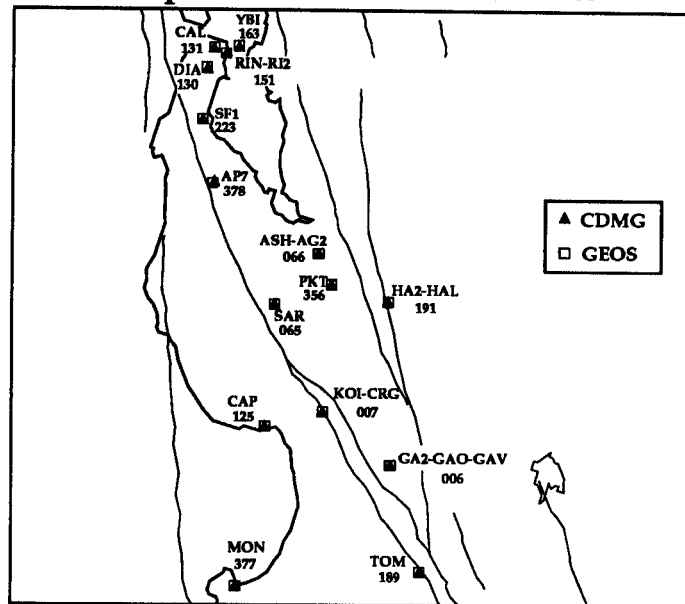 YBI
163
CAL
131
RIN-RI2
151
DIA
130
SF1
223
AP7
378
CDMG
GEOS
ASH-AG2
066
PKT
356
HA2-HAL
191
SAR
065
KOI-CRG
007
CAP
125
GA2-GAO-GAV
006
MON
377
TOM
189